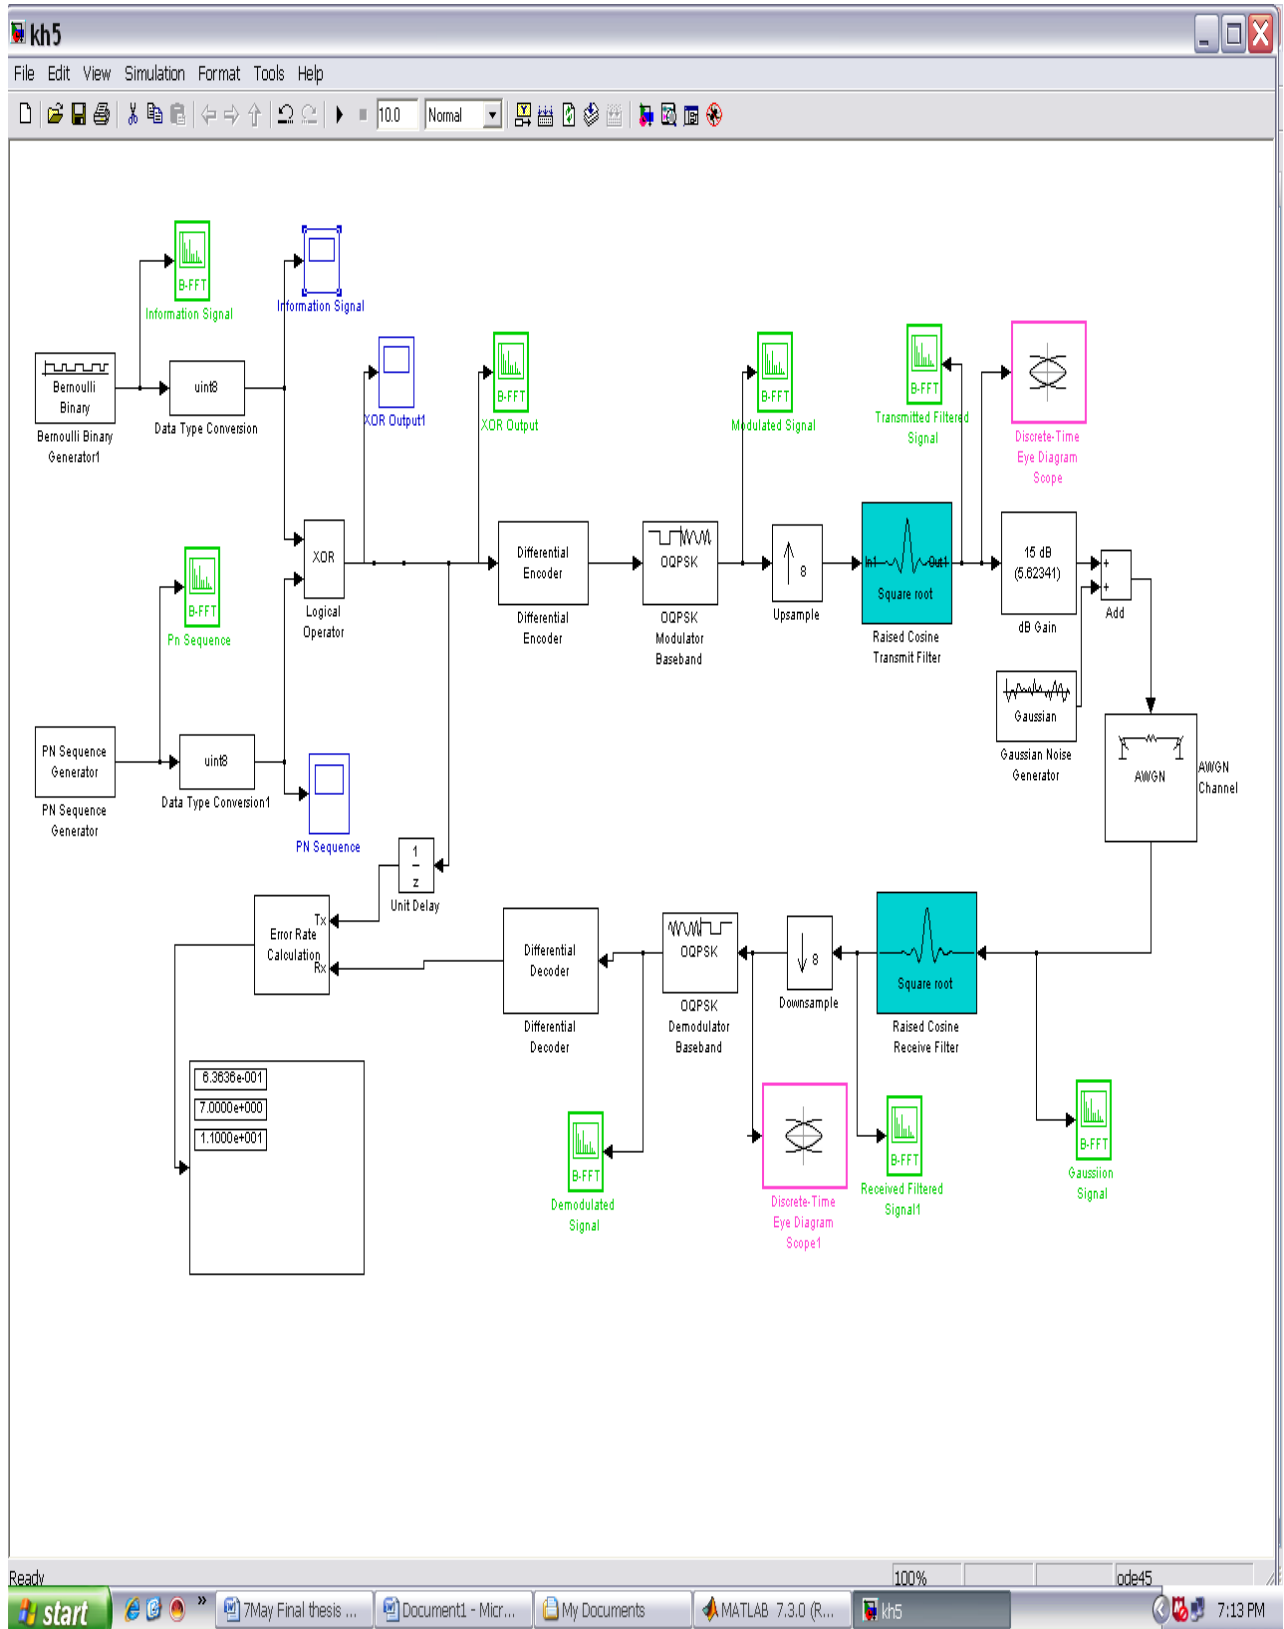 kh5
File Edit View Simulation Format Tools Help
10.0 Normal
B-FFT
Information Signal
Information Signal
Bernoulli
Binary
Bernoulli Binary
Generator1
uint8
Data Type Conversion
XOR Output1
B-FFT
XOR Output
B-FFT
Modulated Signal
B-FFT
Transmitted Filtered
Signal
Discrete-Time
Eye Diagram
Scope
B-FFT
Pn Sequence
XOR
Logical
Operator
Differential
Encoder
Differential
Encoder
OQPSK
OQPSK
Modulator
Baseband
8
Upsample
In1 Out1
Square root
Raised Cosine
Transmit Filter
15 dB
(5.62341)
dB Gain
+
+
Add
Gaussian
Gaussian Noise
Generator
AWGN
AWGN
Channel
PN Sequence
Generator
PN Sequence
Generator
uint8
Data Type Conversion1
PN Sequence
1
z
Unit Delay
Tx
Error Rate
Calculation
Rx
Differential
Decoder
Differential
Decoder
OQPSK
OQPSK
Demodulator
Baseband
8
Downsample
Square root
Raised Cosine
Receive Filter
6.3636e-001
7.0000e+000
1.1000e+001
B-FFT
Demodulated
Signal
Discrete-Time
Eye Diagram
Scope1
B-FFT
Received Filtered
Signal1
B-FFT
Gaussiion
Signal
Ready 100% ode45
start » 7May Final thesis ... Document1 - Micr... My Documents MATLAB 7.3.0 (R... kh5 7:13 PM